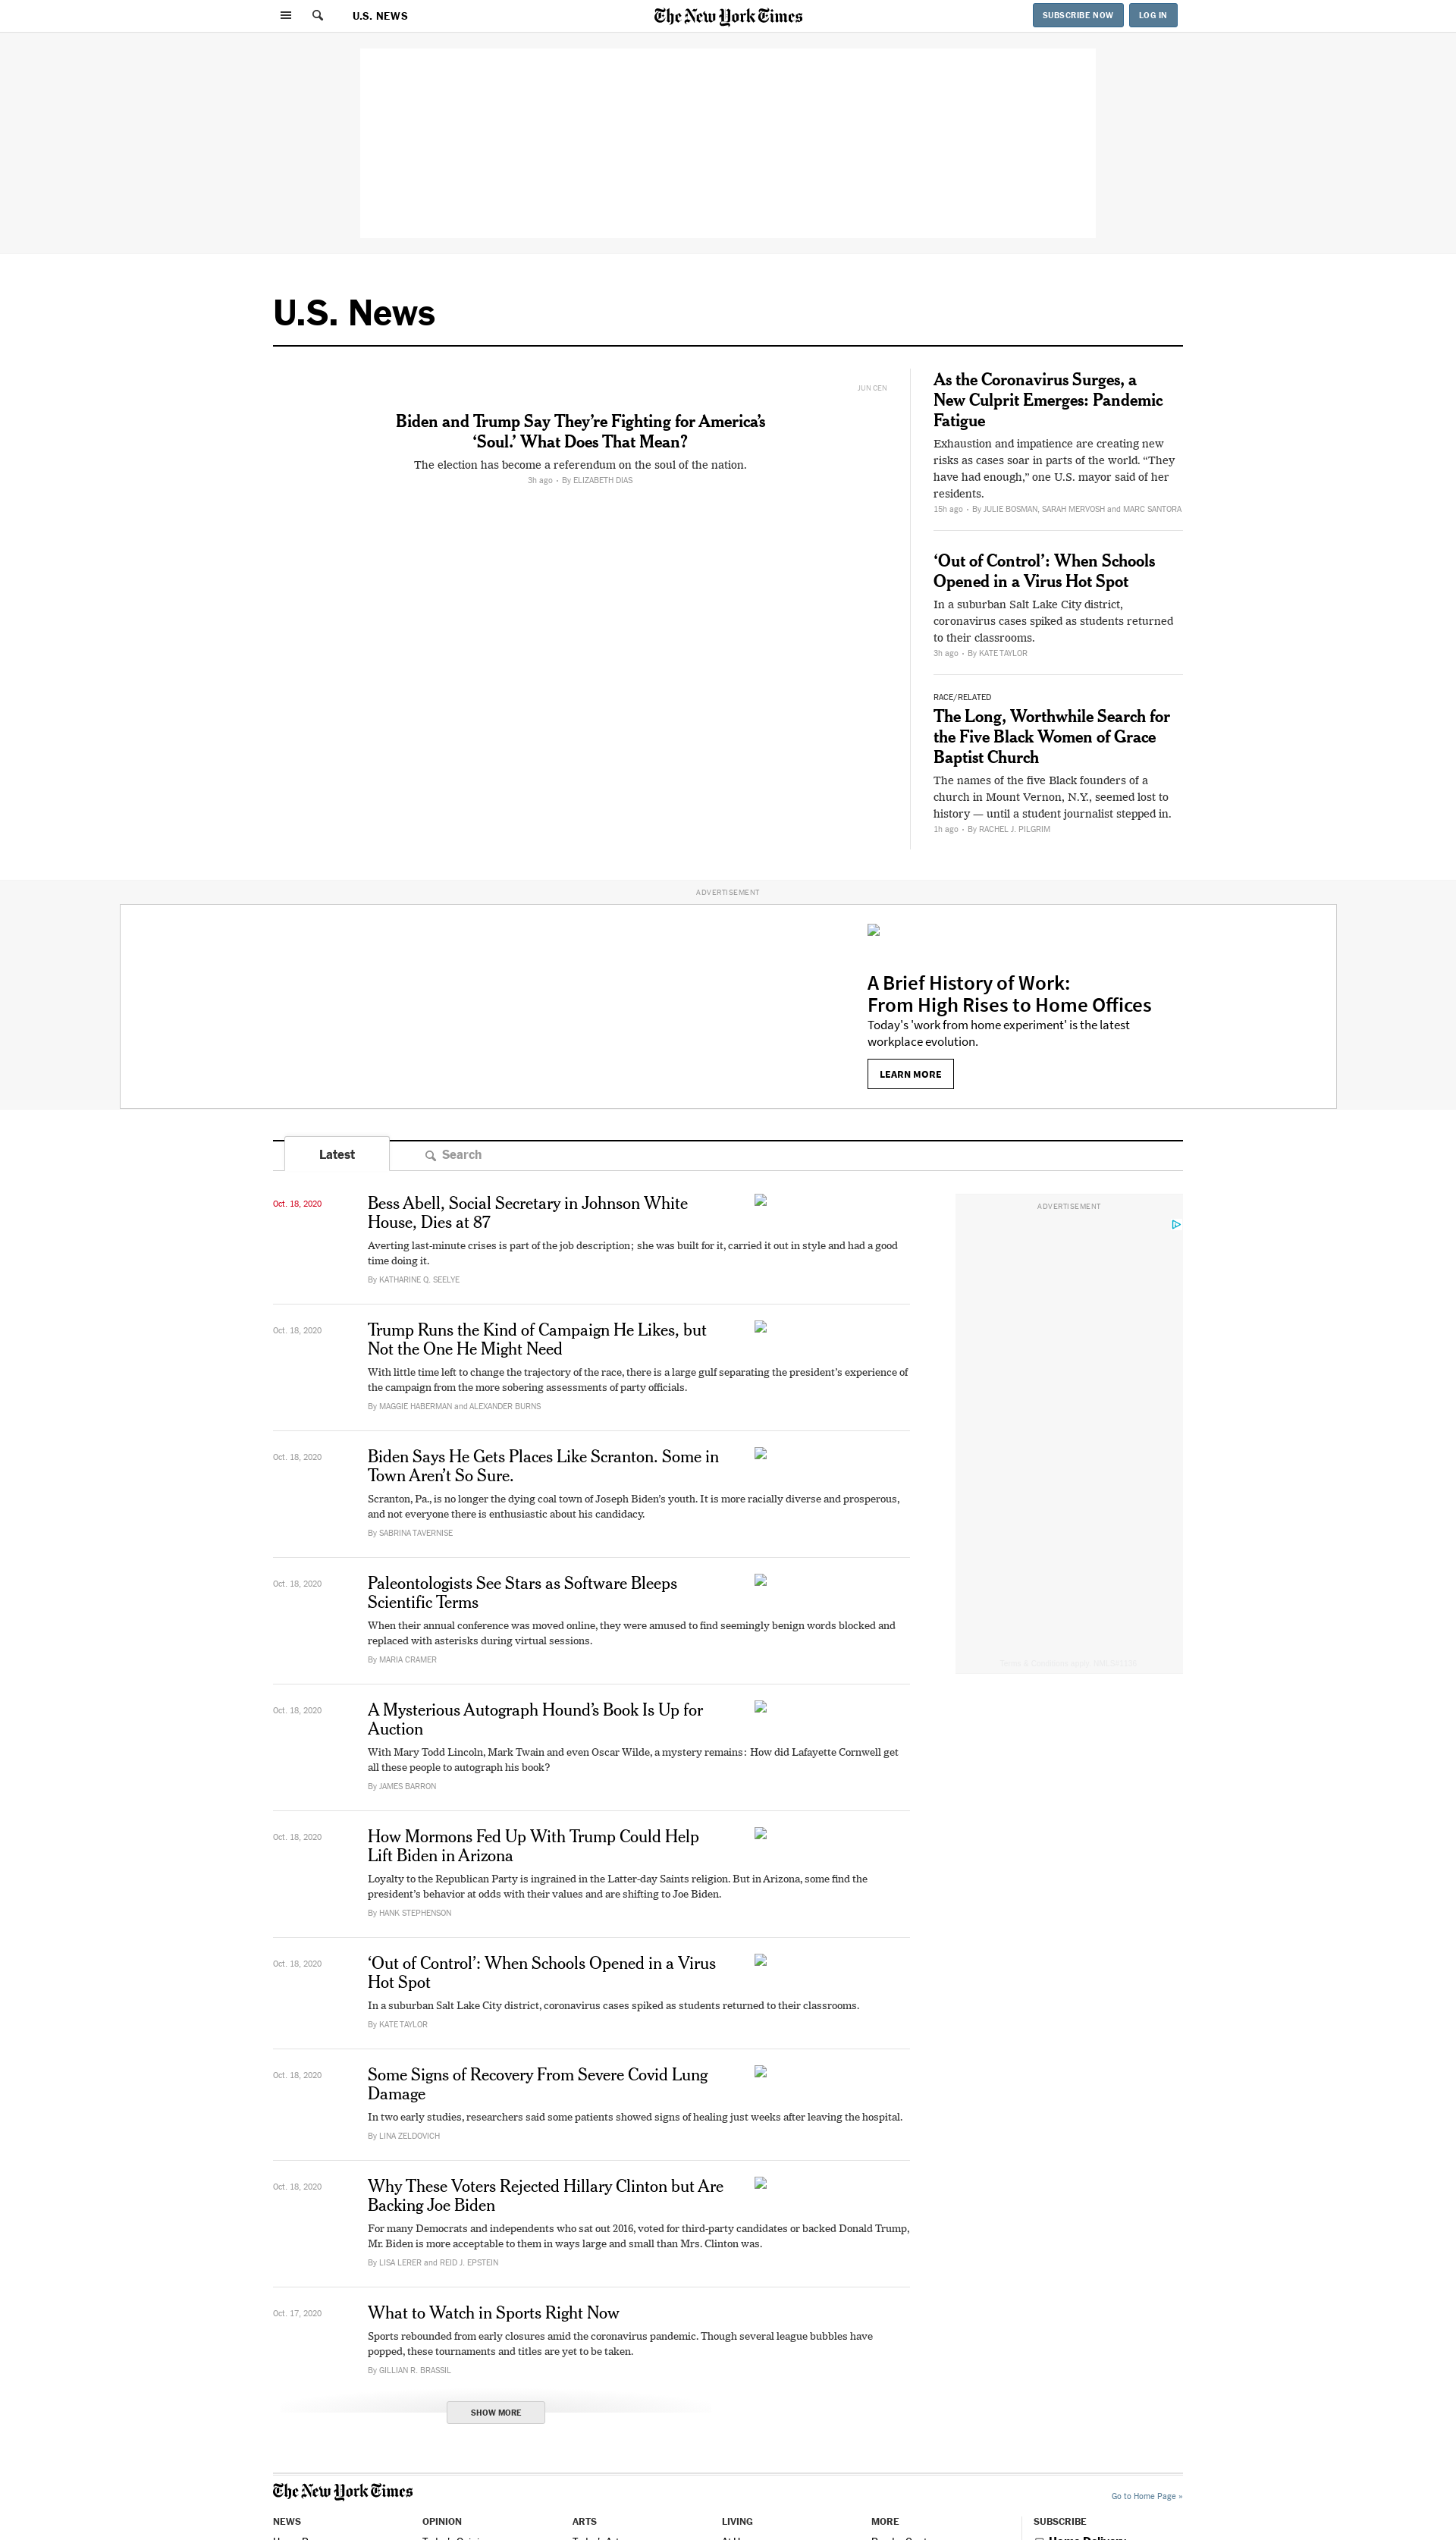 U.S. NEWS
The New York Times
SUBSCRIBE NOW
LOG IN
U.S. News
JUN CEN
Biden and Trump Say They’re Fighting for America’s
‘Soul.’ What Does That Mean?
The election has become a referendum on the soul of the nation.
3h ago • By ELIZABETH DIAS
As the Coronavirus Surges, a
New Culprit Emerges: Pandemic
Fatigue
Exhaustion and impatience are creating new
risks as cases soar in parts of the world. “They
have had enough,” one U.S. mayor said of her
residents.
15h ago • By JULIE BOSMAN, SARAH MERVOSH and MARC SANTORA
‘Out of Control’: When Schools
Opened in a Virus Hot Spot
In a suburban Salt Lake City district,
coronavirus cases spiked as students returned
to their classrooms.
3h ago • By KATE TAYLOR
RACE/RELATED
The Long, Worthwhile Search for
the Five Black Women of Grace
Baptist Church
The names of the five Black founders of a
church in Mount Vernon, N.Y., seemed lost to
history — until a student journalist stepped in.
1h ago • By RACHEL J. PILGRIM
ADVERTISEMENT
A Brief History of Work:
From High Rises to Home Offices
Today's 'work from home experiment' is the latest
workplace evolution.
LEARN MORE
Latest
Search
ADVERTISEMENT
Oct. 18, 2020
Bess Abell, Social Secretary in Johnson White
House, Dies at 87
Averting last-minute crises is part of the job description; she was built for it, carried it out in style and had a good
time doing it.
By KATHARINE Q. SEELYE
Oct. 18, 2020
Trump Runs the Kind of Campaign He Likes, but
Not the One He Might Need
With little time left to change the trajectory of the race, there is a large gulf separating the president’s experience of
the campaign from the more sobering assessments of party officials.
By MAGGIE HABERMAN and ALEXANDER BURNS
Oct. 18, 2020
Biden Says He Gets Places Like Scranton. Some in
Town Aren’t So Sure.
Scranton, Pa., is no longer the dying coal town of Joseph Biden’s youth. It is more racially diverse and prosperous,
and not everyone there is enthusiastic about his candidacy.
By SABRINA TAVERNISE
Oct. 18, 2020
Paleontologists See Stars as Software Bleeps
Scientific Terms
When their annual conference was moved online, they were amused to find seemingly benign words blocked and
replaced with asterisks during virtual sessions.
By MARIA CRAMER
Oct. 18, 2020
A Mysterious Autograph Hound’s Book Is Up for
Auction
With Mary Todd Lincoln, Mark Twain and even Oscar Wilde, a mystery remains: How did Lafayette Cornwell get
all these people to autograph his book?
By JAMES BARRON
Oct. 18, 2020
How Mormons Fed Up With Trump Could Help
Lift Biden in Arizona
Loyalty to the Republican Party is ingrained in the Latter-day Saints religion. But in Arizona, some find the
president’s behavior at odds with their values and are shifting to Joe Biden.
By HANK STEPHENSON
Oct. 18, 2020
‘Out of Control’: When Schools Opened in a Virus
Hot Spot
In a suburban Salt Lake City district, coronavirus cases spiked as students returned to their classrooms.
By KATE TAYLOR
Oct. 18, 2020
Some Signs of Recovery From Severe Covid Lung
Damage
In two early studies, researchers said some patients showed signs of healing just weeks after leaving the hospital.
By LINA ZELDOVICH
Oct. 18, 2020
Why These Voters Rejected Hillary Clinton but Are
Backing Joe Biden
For many Democrats and independents who sat out 2016, voted for third-party candidates or backed Donald Trump,
Mr. Biden is more acceptable to them in ways large and small than Mrs. Clinton was.
By LISA LERER and REID J. EPSTEIN
Oct. 17, 2020
What to Watch in Sports Right Now
Sports rebounded from early closures amid the coronavirus pandemic. Though several league bubbles have
popped, these tournaments and titles are yet to be taken.
By GILLIAN R. BRASSIL
SHOW MORE
The New York Times
Go to Home Page »
NEWS
OPINION
ARTS
LIVING
MORE
SUBSCRIBE